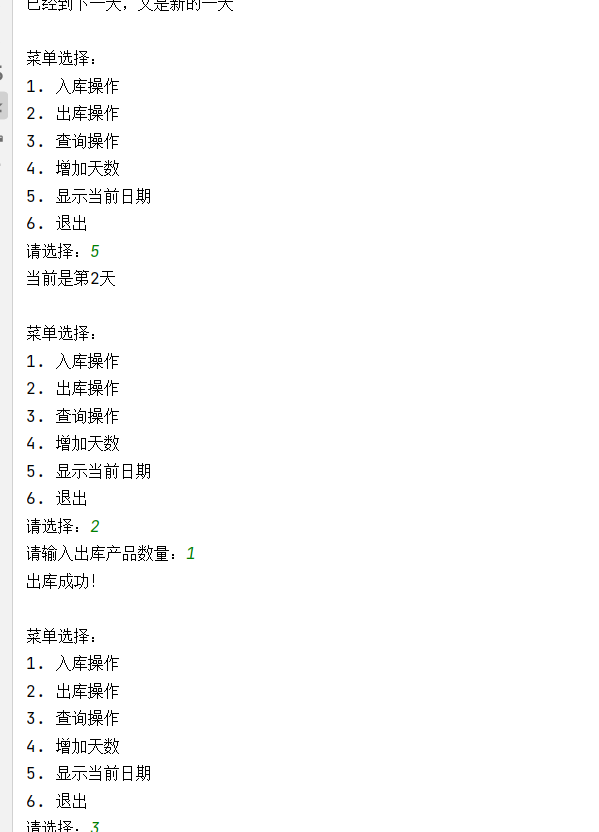 已经到下一天，又是新的一天
菜单选择：
1. 入库操作
2. 出库操作
3. 查询操作
4. 增加天数
5. 显示当前日期
6. 退出
请选择：5
当前是第2天
菜单选择：
1. 入库操作
2. 出库操作
3. 查询操作
4. 增加天数
5. 显示当前日期
6. 退出
请选择：2
请输入出库产品数量：1
出库成功！
菜单选择：
1. 入库操作
2. 出库操作
3. 查询操作
4. 增加天数
5. 显示当前日期
6. 退出
请选择：3